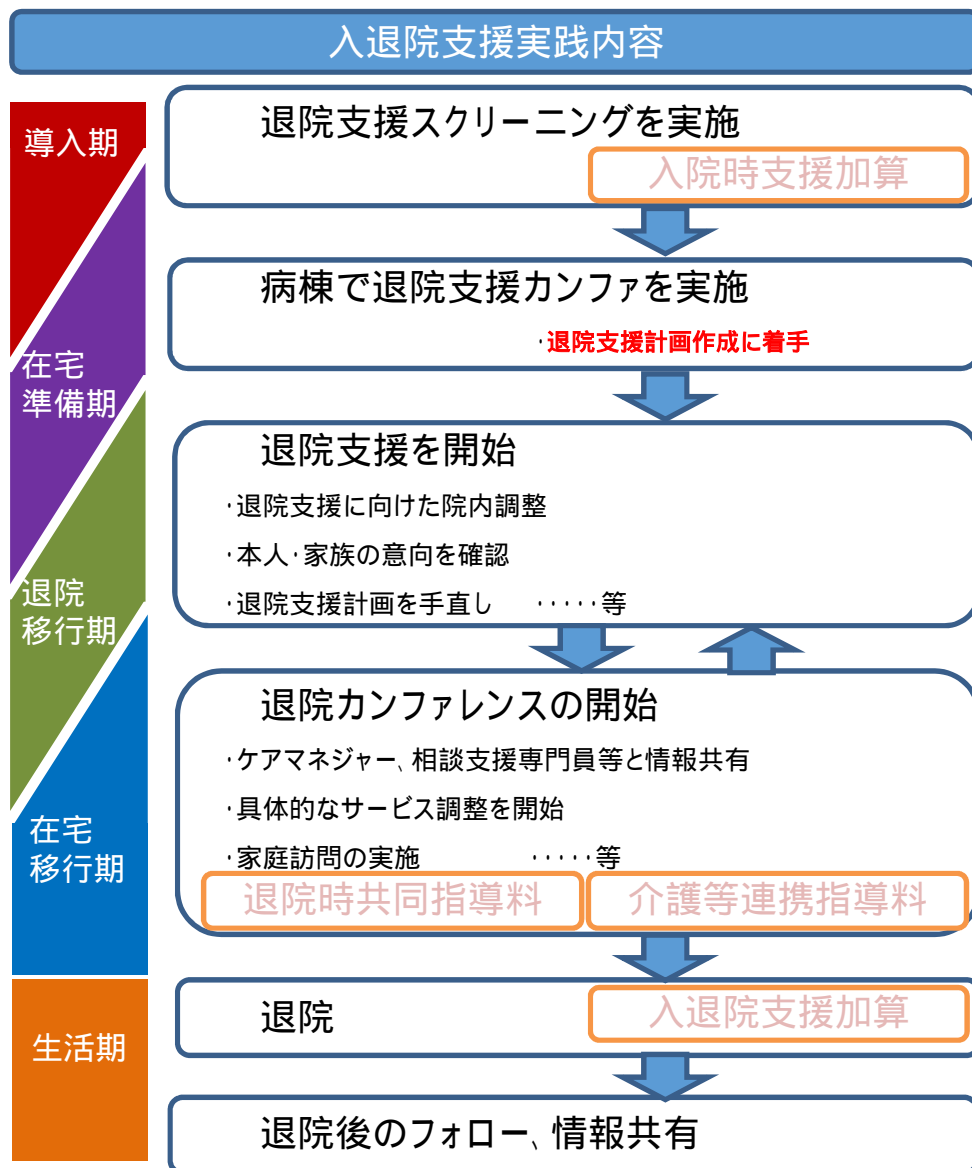 入退院支援実践内容
導入期
退院支援スクリーニングを実施
入院時支援加算
病棟で退院支援カンファを実施
・退院支援計画作成に着手
在宅
準備期
退院支援を開始
・退院支援に向けた院内調整
・本人・家族の意向を確認
・退院支援計画を手直し ・・・・・等
退院
移行期
退院カンファレンスの開始
・ケアマネジャー、相談支援専門員等と情報共有
・具体的なサービス調整を開始
・家庭訪問の実施 ・・・・・等
退院時共同指導料
介護等連携指導料
在宅
移行期
退院
入退院支援加算
生活期
退院後のフォロー、情報共有